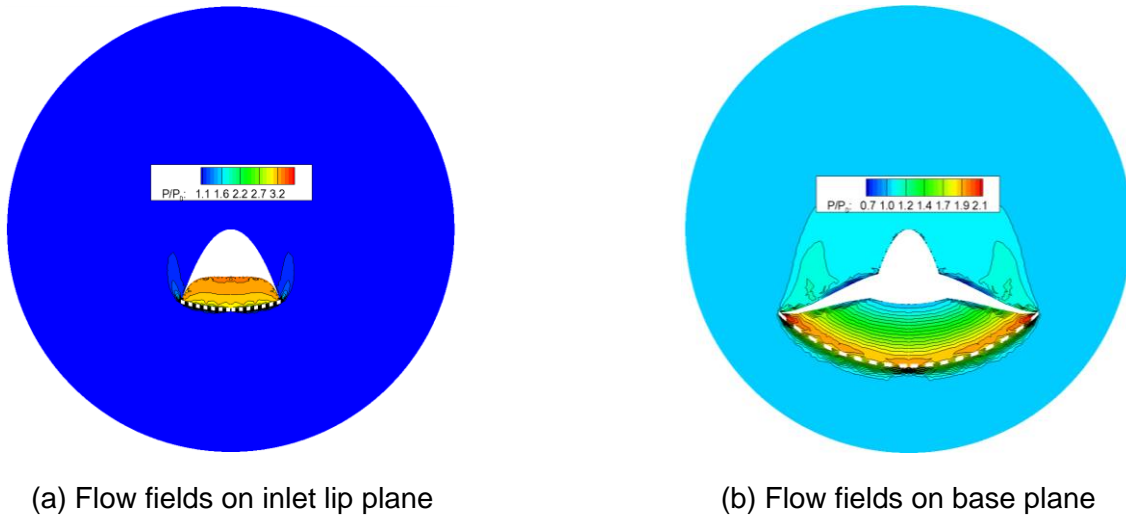 P/P₀: 1.1 1.6 2.2 2.7 3.2
P/P₀: 0.7 1.0 1.2 1.4 1.7 1.9 2.1
(a) Flow fields on inlet lip plane
(b) Flow fields on base plane